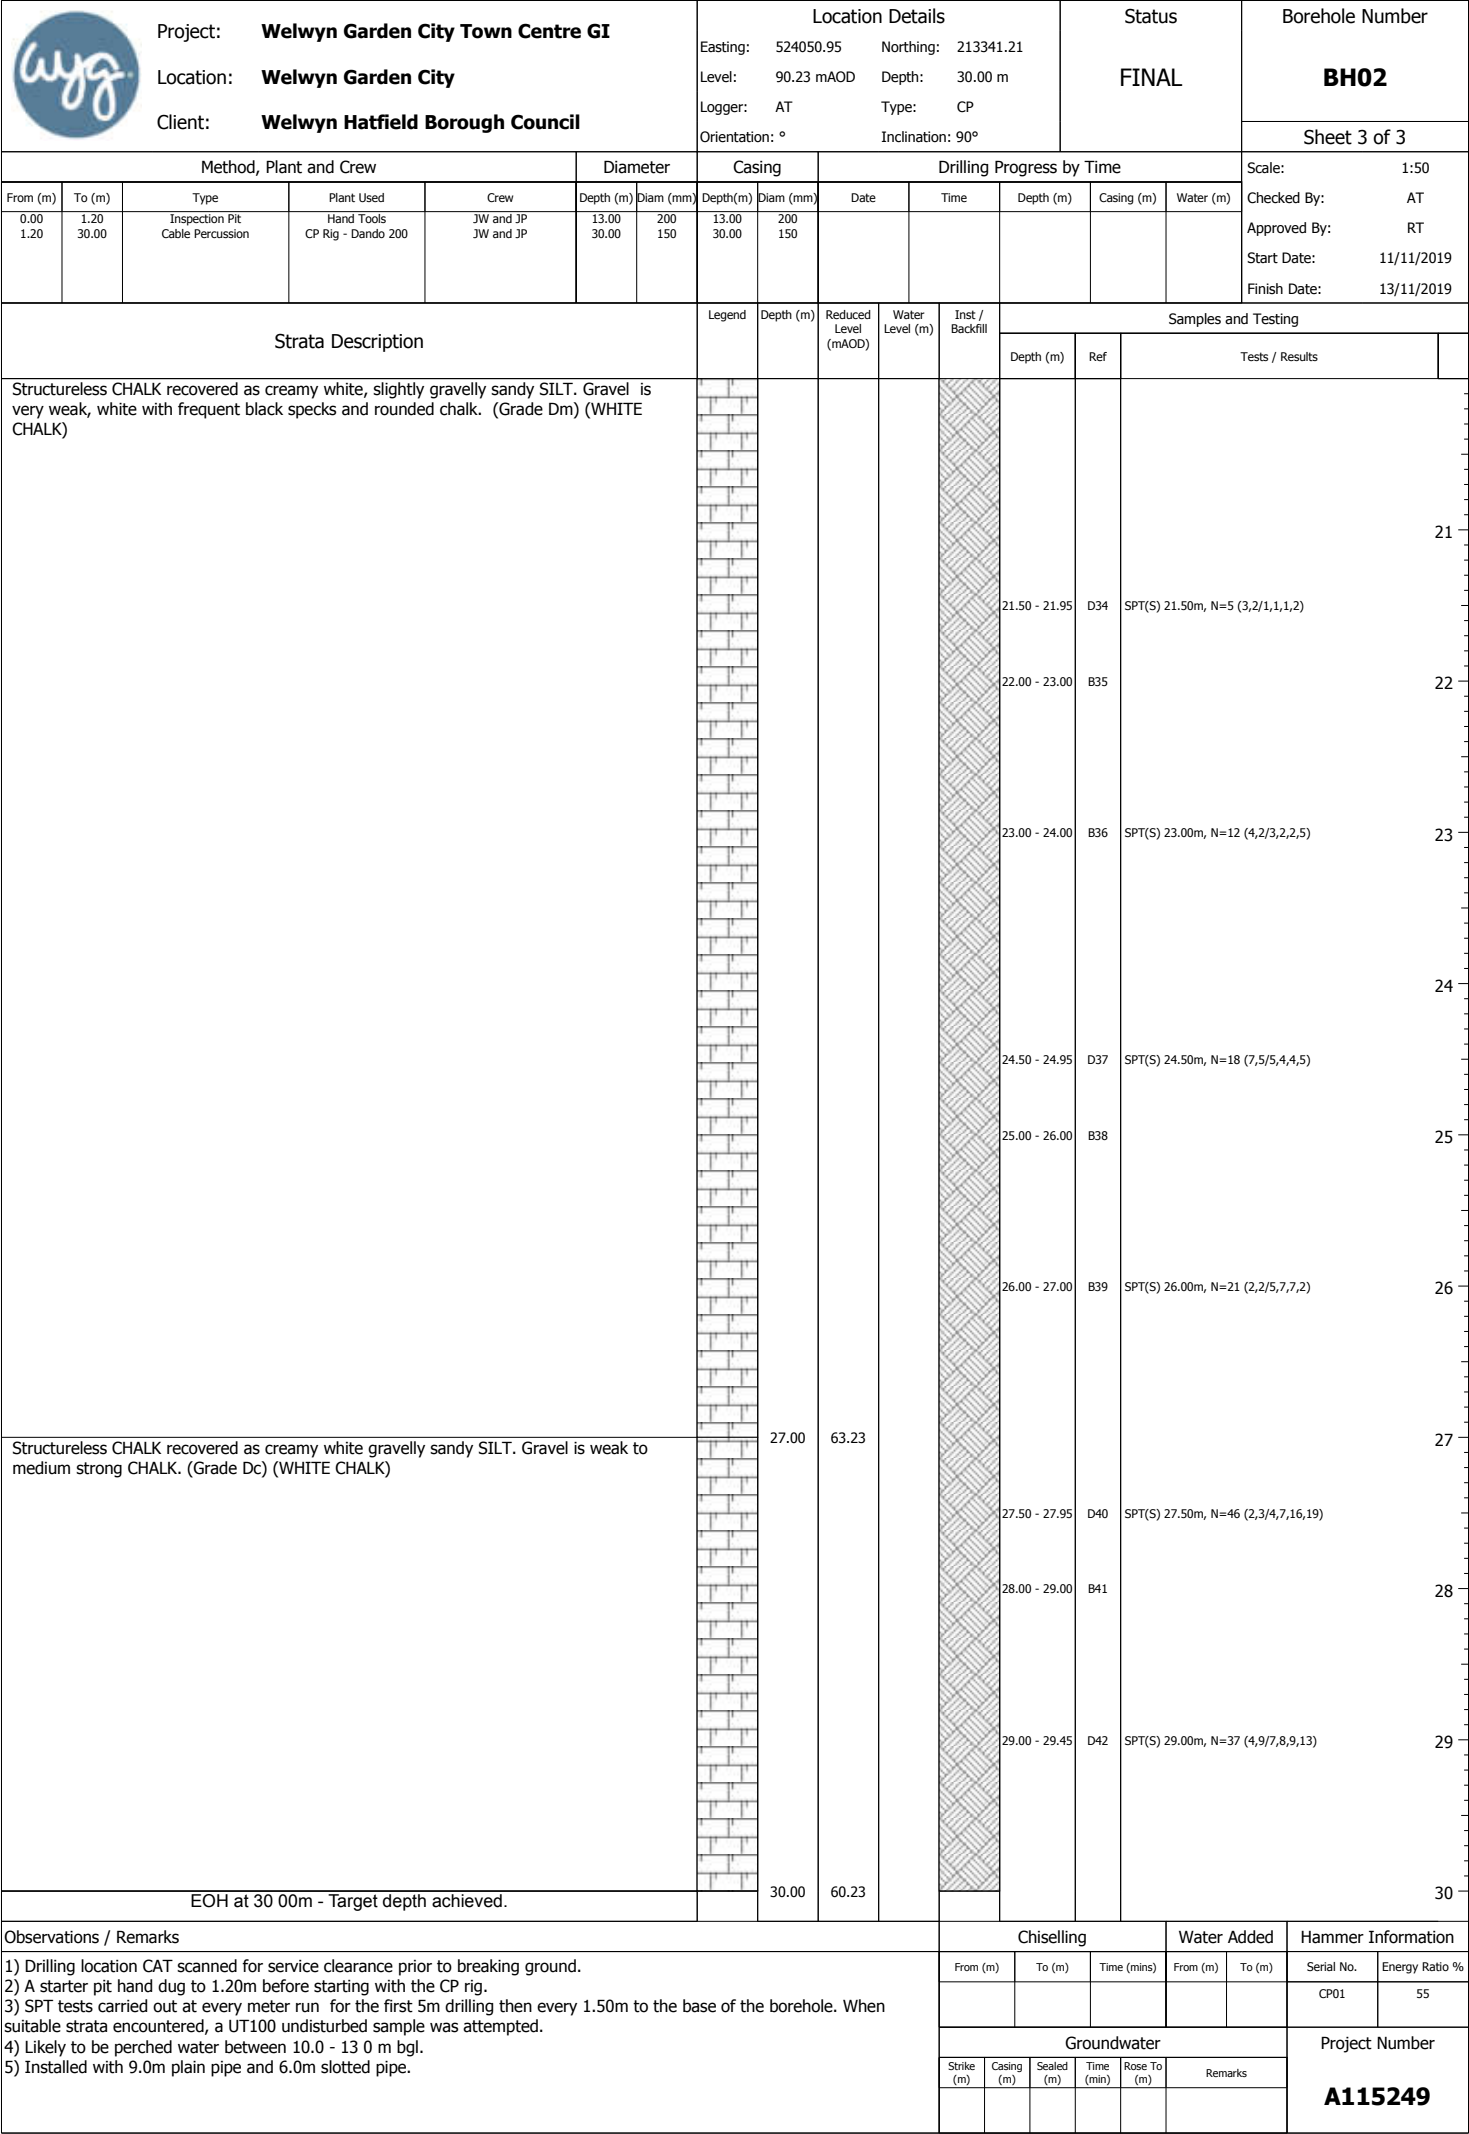 wyg.
Project: Welwyn Garden City Town Centre GI
Location: Welwyn Garden City
Client: Welwyn Hatfield Borough Council
Location Details
Easting: 524050.95 Northing: 213341.21
Level: 90.23 mAOD Depth: 30.00 m
Logger: AT Type: CP
Orientation: ° Inclination: 90°
Status
FINAL
Borehole Number
BH02
Sheet 3 of 3
Method, Plant and Crew Diameter Casing Drilling Progress by Time
From (m) To (m) Type Plant Used Crew Depth (m) Diam (mm) Depth(m) Diam (mm) Date Time Depth (m) Casing (m) Water (m)
0.00 1.20 Inspection Pit Hand Tools JW and JP 13.00 200 13.00 200
1.20 30.00 Cable Percussion CP Rig - Dando 200 JW and JP 30.00 150 30.00 150
Scale: 1:50
Checked By: AT
Approved By: RT
Start Date: 11/11/2019
Finish Date: 13/11/2019
Strata Description
Legend
Depth (m)
Reduced
Level
(mAOD)
Water
Level (m)
Inst /
Backfill
Samples and Testing
Depth (m) Ref Tests / Results
Structureless CHALK recovered as creamy white, slightly gravelly sandy SILT. Gravel is
very weak, white with frequent black specks and rounded chalk. (Grade Dm) (WHITE
CHALK)
21
21.50 - 21.95 D34 SPT(S) 21.50m, N=5 (3,2/1,1,1,2)
22.00 - 23.00 B35 22
23.00 - 24.00 B36 SPT(S) 23.00m, N=12 (4,2/3,2,2,5) 23
24
24.50 - 24.95 D37 SPT(S) 24.50m, N=18 (7,5/5,4,4,5)
25.00 - 26.00 B38 25
26.00 - 27.00 B39 SPT(S) 26.00m, N=21 (2,2/5,7,7,2) 26
27.00 63.23 27
Structureless CHALK recovered as creamy white gravelly sandy SILT. Gravel is weak to
medium strong CHALK. (Grade Dc) (WHITE CHALK)
27.50 - 27.95 D40 SPT(S) 27.50m, N=46 (2,3/4,7,16,19)
28.00 - 29.00 B41 28
29.00 - 29.45 D42 SPT(S) 29.00m, N=37 (4,9/7,8,9,13) 29
30.00 60.23 30
EOH at 30 00m - Target depth achieved.
Observations / Remarks
1) Drilling location CAT scanned for service clearance prior to breaking ground.
2) A starter pit hand dug to 1.20m before starting with the CP rig.
3) SPT tests carried out at every meter run for the first 5m drilling then every 1.50m to the base of the borehole. When
suitable strata encountered, a UT100 undisturbed sample was attempted.
4) Likely to be perched water between 10.0 - 13 0 m bgl.
5) Installed with 9.0m plain pipe and 6.0m slotted pipe.
Chiselling Water Added Hammer Information
From (m) To (m) Time (mins) From (m) To (m) Serial No. Energy Ratio %
CP01 55
Groundwater
Strike
(m)
Casing
(m)
Sealed
(m)
Time
(min)
Rose To
(m)
Remarks
Project Number
A115249